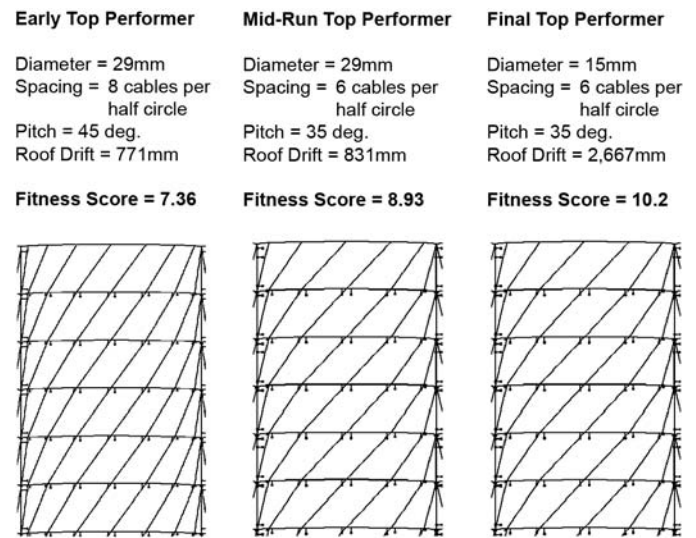 Early Top Performer
Diameter = 29mm
Spacing = 8 cables per
half circle
Pitch = 45 deg.
Roof Drift = 771mm
Fitness Score = 7.36
Mid-Run Top Performer
Diameter = 29mm
Spacing = 6 cables per
half circle
Pitch = 35 deg.
Roof Drift = 831mm
Fitness Score = 8.93
Final Top Performer
Diameter = 15mm
Spacing = 6 cables per
half circle
Pitch = 35 deg.
Roof Drift = 2,667mm
Fitness Score = 10.2